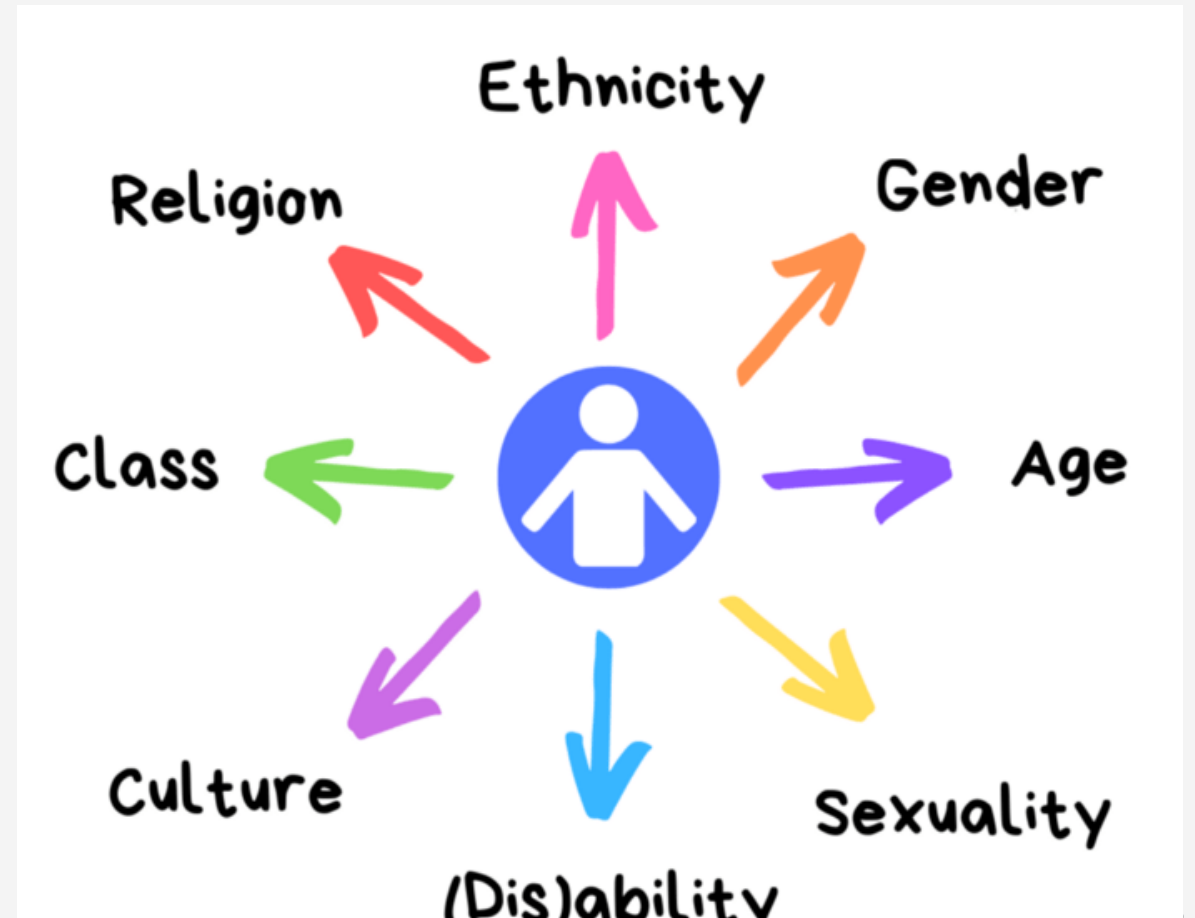 Ethnicity
Religion
Gender
Class
Age
Culture
Sexuality
(Dis)ability